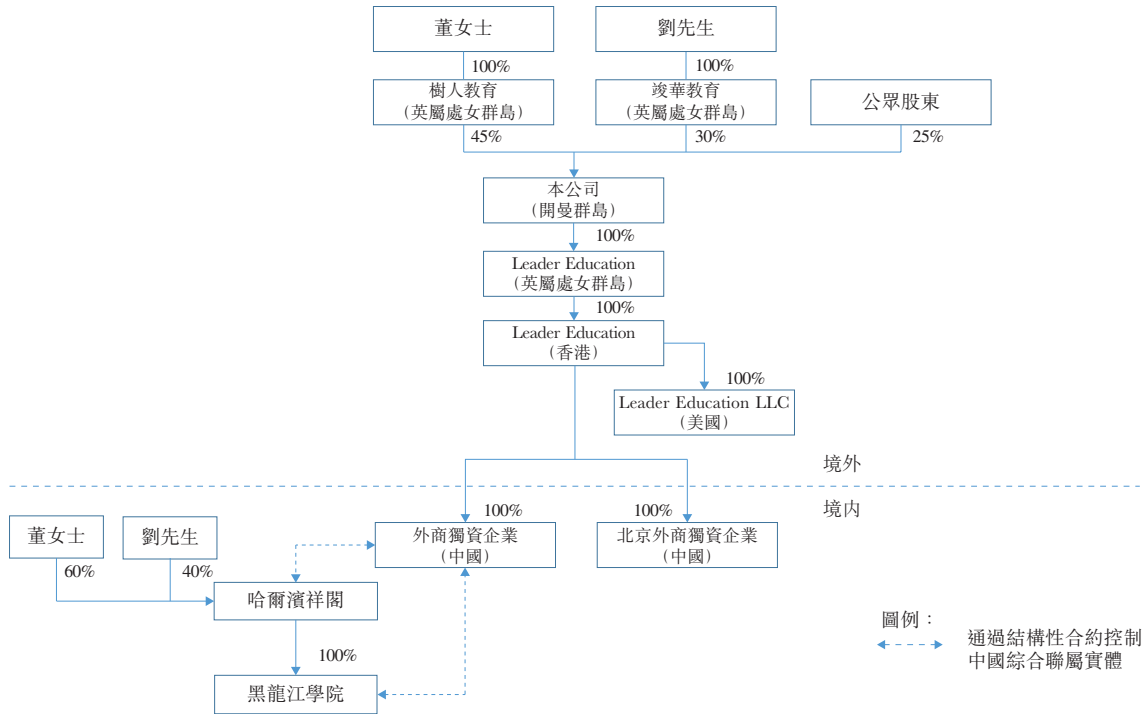 董女士
劉先生
100%
100%
樹人教育
(英屬處女群島)
竣華教育
(英屬處女群島)
公眾股東
45%
30%
25%
本公司
(開曼群島)
100%
Leader Education
(英屬處女群島)
100%
Leader Education
(香港)
100%
Leader Education LLC
(美國)
境外
境內
100%
100%
外商獨資企業
(中國)
北京外商獨資企業
(中國)
董女士
劉先生
60%
40%
哈爾濱祥閣
100%
黑龍江學院
圖例：
通過結構性合約控制
中國綜合聯屬實體